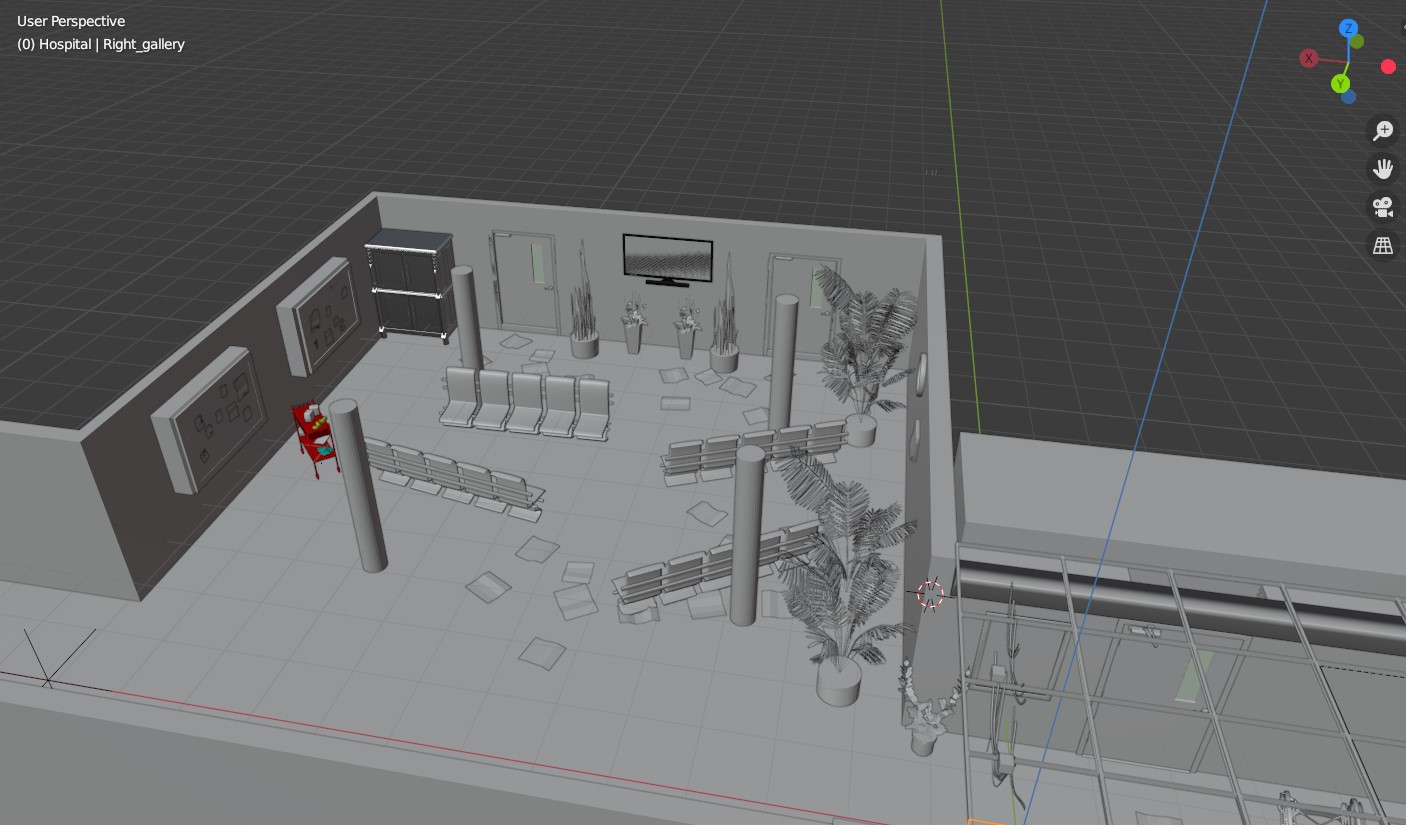 User Perspective
(0) Hospital | Right_gallery
Z
X
Y